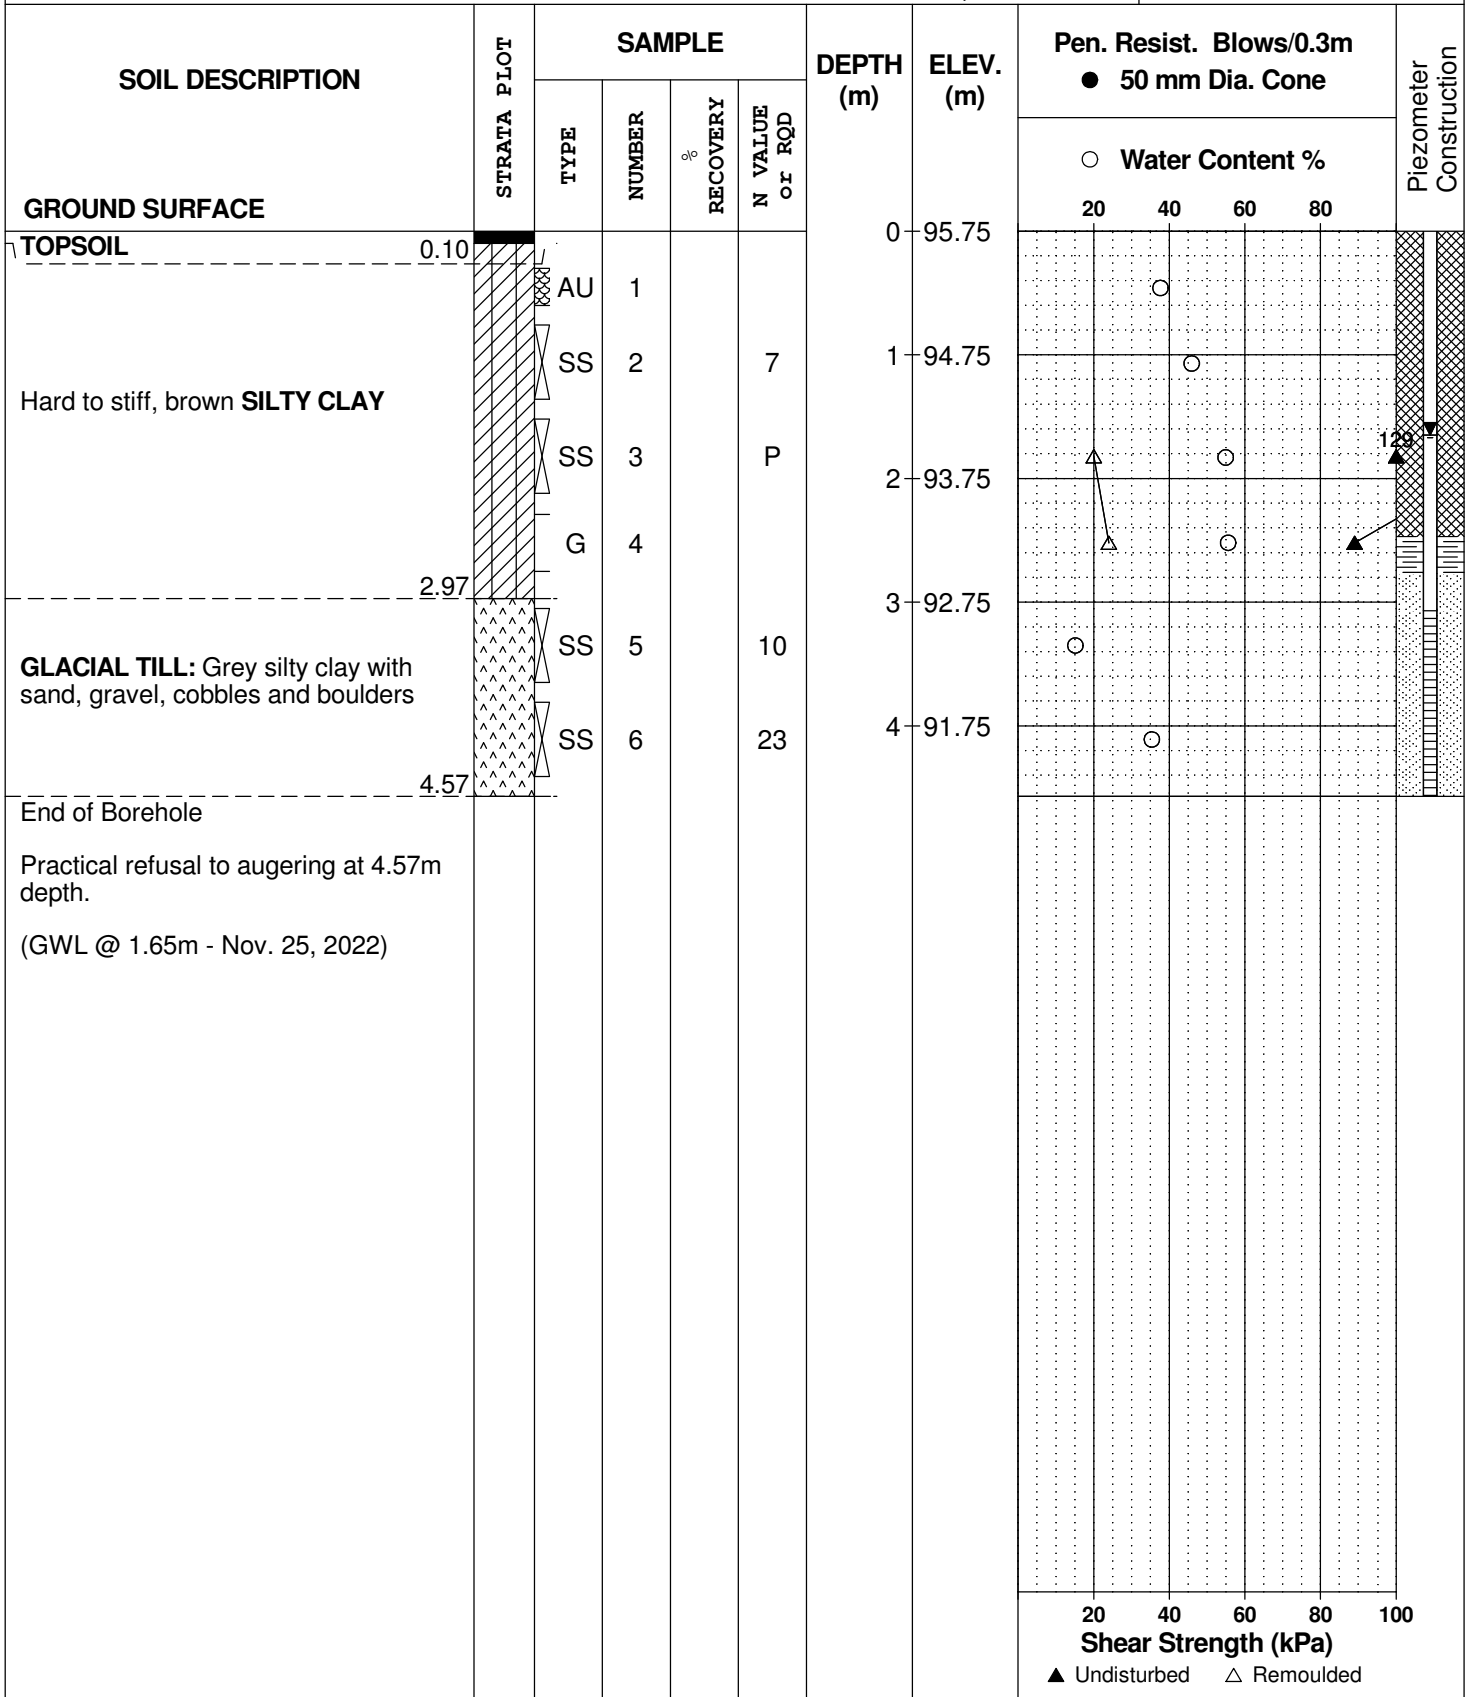 SOIL DESCRIPTION
GROUND SURFACE
STRATA PLOT
SAMPLE
TYPE
NUMBER
%
RECOVERY
N VALUE
or RQD
DEPTH
(m)
ELEV.
(m)
Pen. Resist. Blows/0.3m
● 50 mm Dia. Cone
○ Water Content %
20 40 60 80
Piezometer
Construction
TOPSOIL 0.10
0 95.75
AU 1
SS 2 7
1 94.75
Hard to stiff, brown SILTY CLAY
129
SS 3 P
2 93.75
G 4
2.97
3 92.75
SS 5 10
GLACIAL TILL: Grey silty clay with
sand, gravel, cobbles and boulders
4 91.75
SS 6 23
4.57
End of Borehole
Practical refusal to augering at 4.57m
depth.
(GWL @ 1.65m - Nov. 25, 2022)
20 40 60 80 100
Shear Strength (kPa)
▲ Undisturbed △ Remoulded